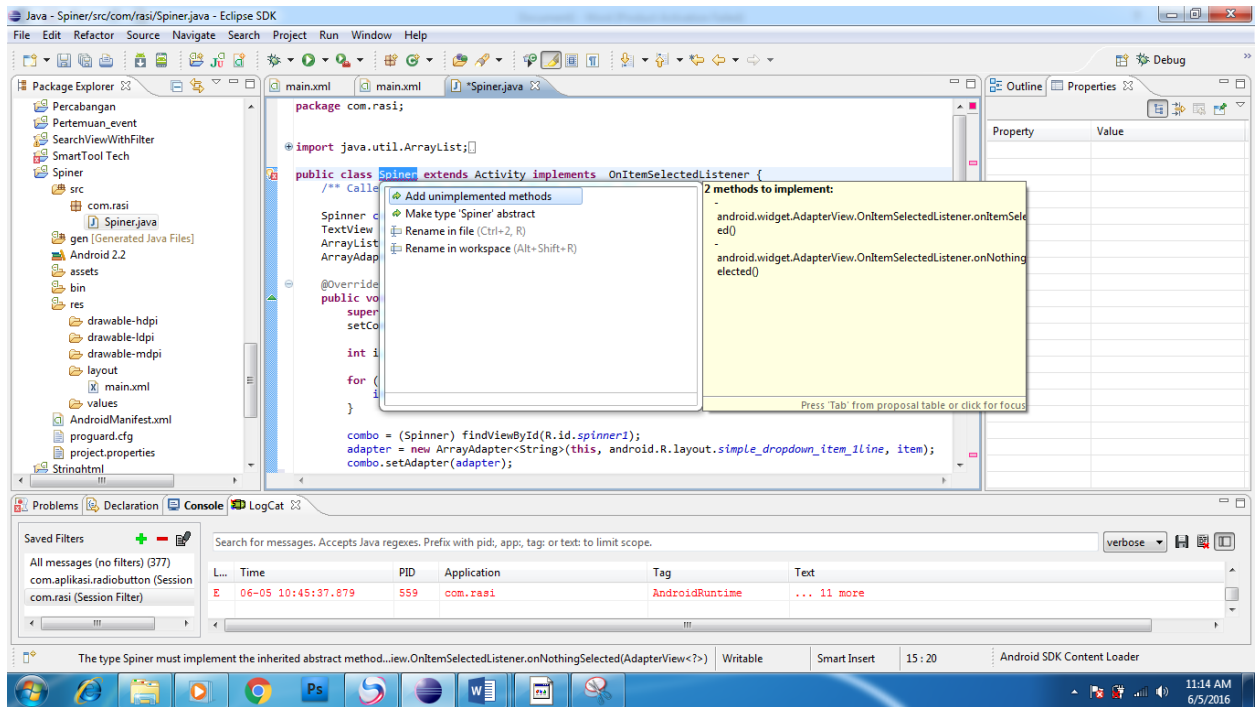 Java - Spiner/src/com/rasi/Spiner.java - Eclipse SDK
File Edit Refactor Source Navigate Search Project Run Window Help
Debug
Package Explorer
main.xml
main.xml
*Spiner.java
Outline
Properties
Percabangan
Pertemuan_event
SearchViewWithFilter
SmartTool Tech
Spiner
src
com.rasi
Spiner.java
gen [Generated Java Files]
Android 2.2
assets
bin
res
drawable-hdpi
drawable-ldpi
drawable-mdpi
layout
main.xml
values
AndroidManifest.xml
proguard.cfg
project.properties
Stringhtml
package com.rasi;
import java.util.ArrayList;
public class Spiner extends Activity implements OnItemSelectedListener {
/** Calle
Spinner c
TextView
ArrayList
ArrayAdap
@Override
public vo
super
setCo
int i
for (
i
}
combo = (Spinner) findViewById(R.id.spinner1);
adapter = new ArrayAdapter<String>(this, android.R.layout.simple_dropdown_item_1line, item);
combo.setAdapter(adapter);
Add unimplemented methods
Make type 'Spiner' abstract
Rename in file (Ctrl+2, R)
Rename in workspace (Alt+Shift+R)
2 methods to implement:
-
android.widget.AdapterView.OnItemSelectedListener.onItemSele
ed()
-
android.widget.AdapterView.OnItemSelectedListener.onNothing
elected()
Press 'Tab' from proposal table or click for focus
Property Value
Problems
Declaration
Console
LogCat
Saved Filters
All messages (no filters) (377)
com.aplikasi.radiobutton (Session
com.rasi (Session Filter)
Search for messages. Accepts Java regexes. Prefix with pid:, app:, tag: or text: to limit scope.
verbose
L... Time PID Application Tag Text
E 06-05 10:45:37.879 559 com.rasi AndroidRuntime ... 11 more
The type Spiner must implement the inherited abstract method...iew.OnItemSelectedListener.onNothingSelected(AdapterView<?>)
Writable
Smart Insert
15 : 20
Android SDK Content Loader
Ps
11:14 AM
6/5/2016